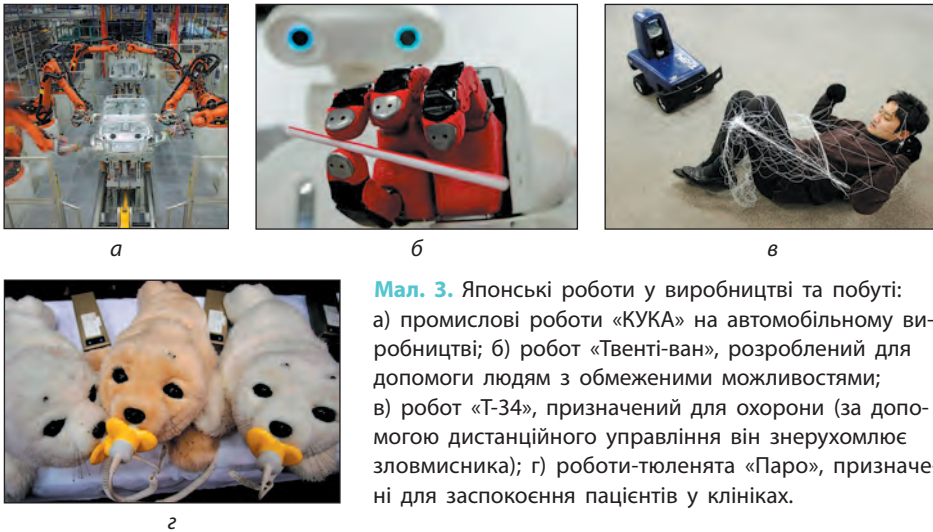 а
б
в
г
Мал. 3. Японські роботи у виробництві та побуті:
а) промислові роботи «КУКА» на автомобільному ви-
робництві; б) робот «Твенті-ван», розроблений для
допомоги людям з обмеженими можливостями;
в) робот «Т-34», призначений для охорони (за допо-
могою дистанційного управління він знерухомлює
зловмисника); г) роботи-тюленята «Паро», призначе-
ні для заспокоєння пацієнтів у клініках.